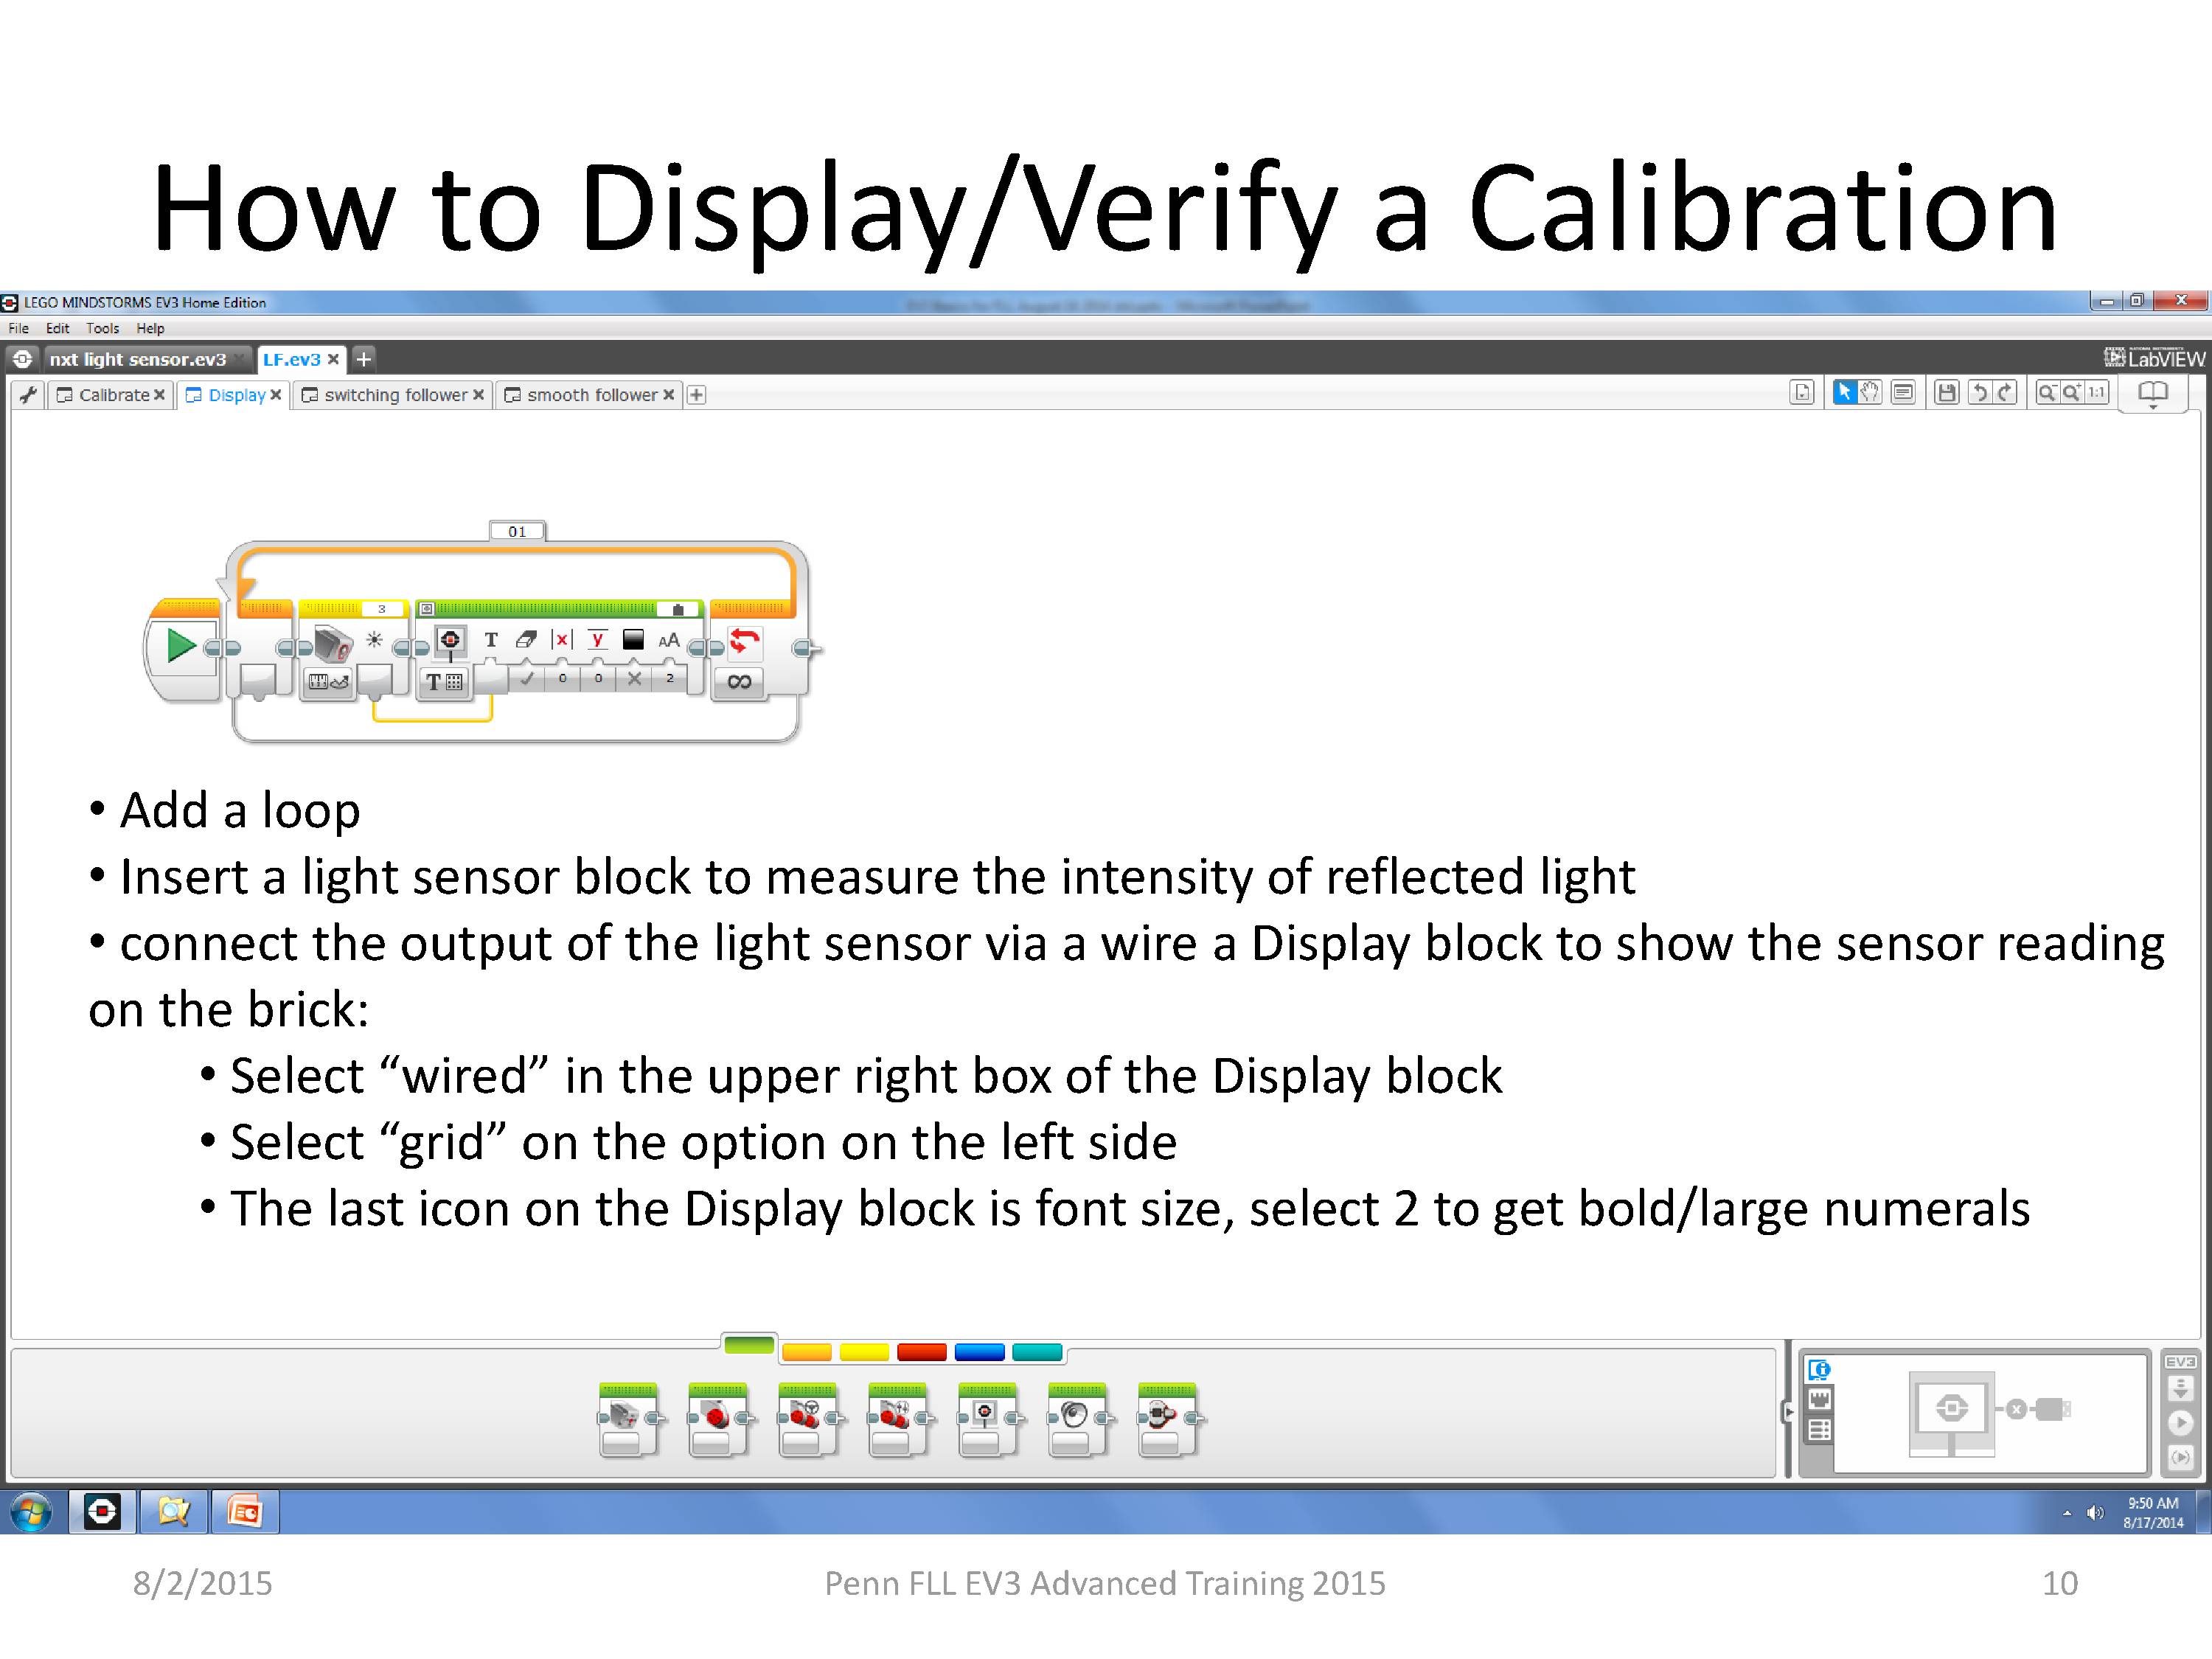 How to Display/Verify a Calibration
LEGO MINDSTORMS EV3 Home Edition
File Edit Tools Help
nxt light sensor.ev3 LF.ev3
LabVIEW
Calibrate Display switching follower smooth follower
1:1
01
3
T x y AA
T 0 0 2
• Add a loop
• Insert a light sensor block to measure the intensity of reflected light
• connect the output of the light sensor via a wire a Display block to show the sensor reading
on the brick:
• Select “wired” in the upper right box of the Display block
• Select “grid” on the option on the left side
• The last icon on the Display block is font size, select 2 to get bold/large numerals
EV3
9:50 AM
8/17/2014
8/2/2015
Penn FLL EV3 Advanced Training 2015
10